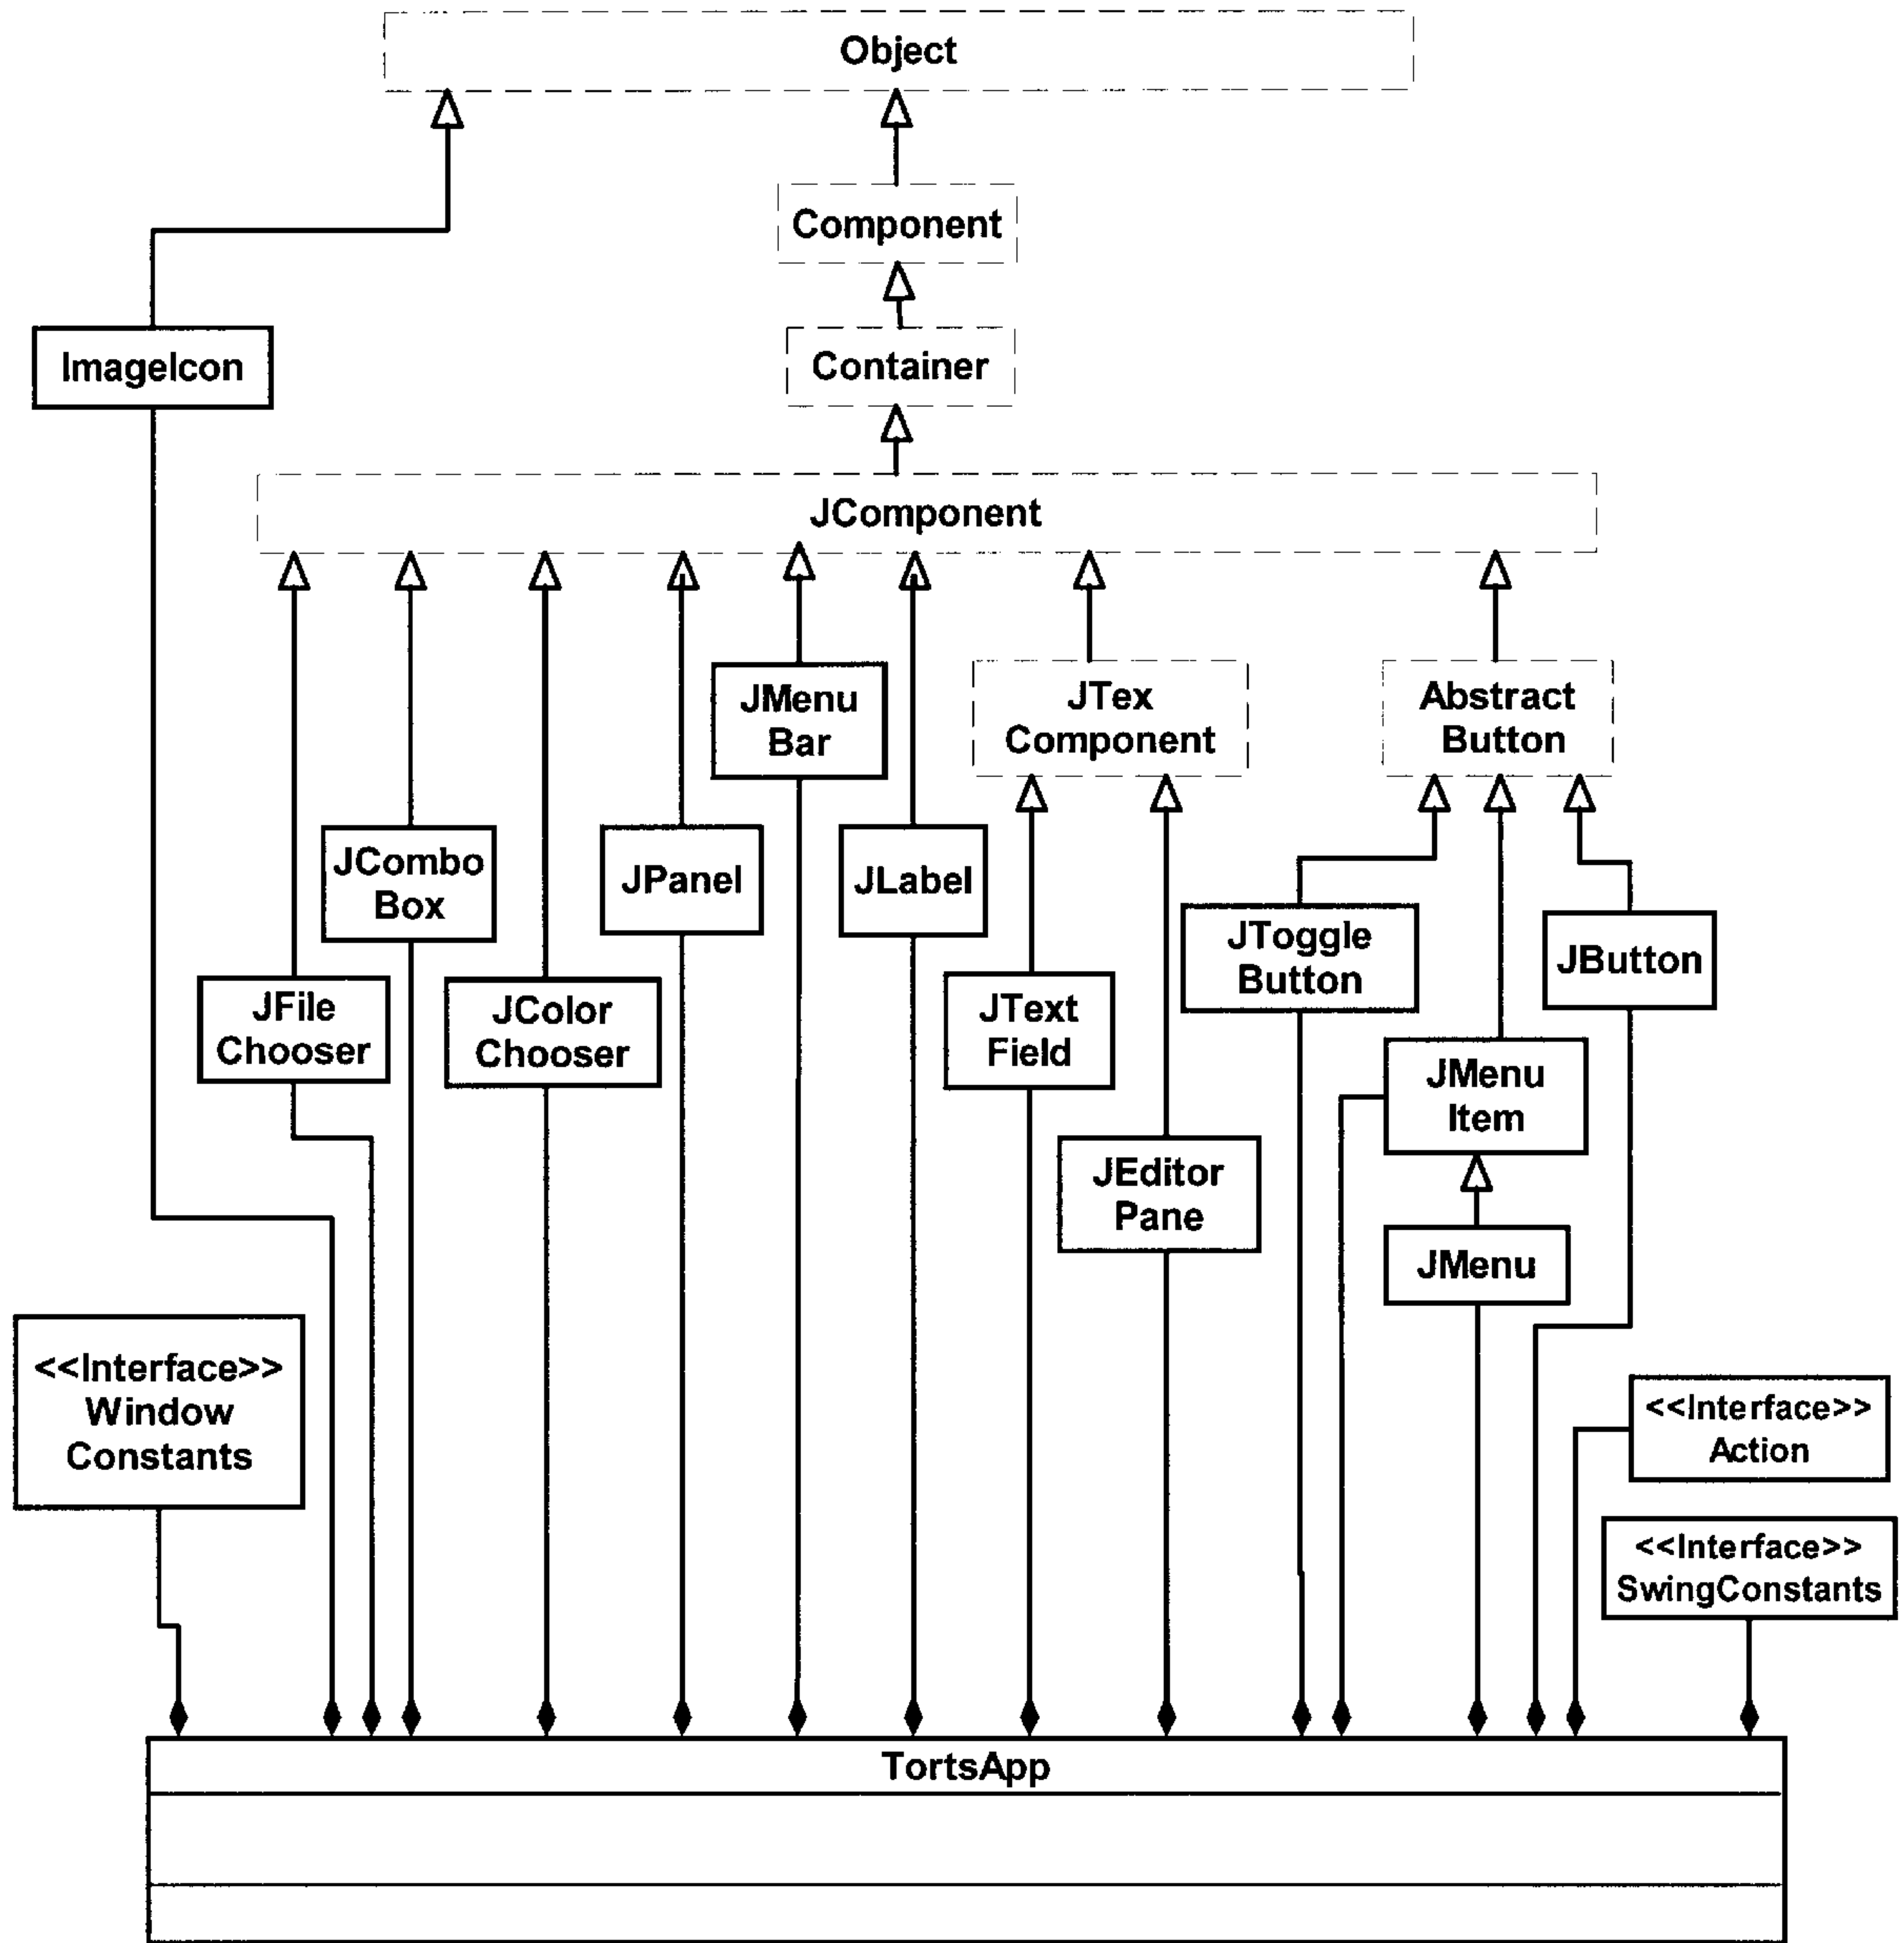 Object
Component
ImageIcon
Container
JComponent
JMenu
Bar
JTex
Component
Abstract
Button
JCombo
Box
JPanel
JLabel
JToggle
Button
JButton
JFile
Chooser
JColor
Chooser
JText
Field
JMenu
Item
JEditor
Pane
JMenu
<<Interface>>
Window
Constants
<<Interface>>
Action
<<Interface>>
SwingConstants
TortsApp